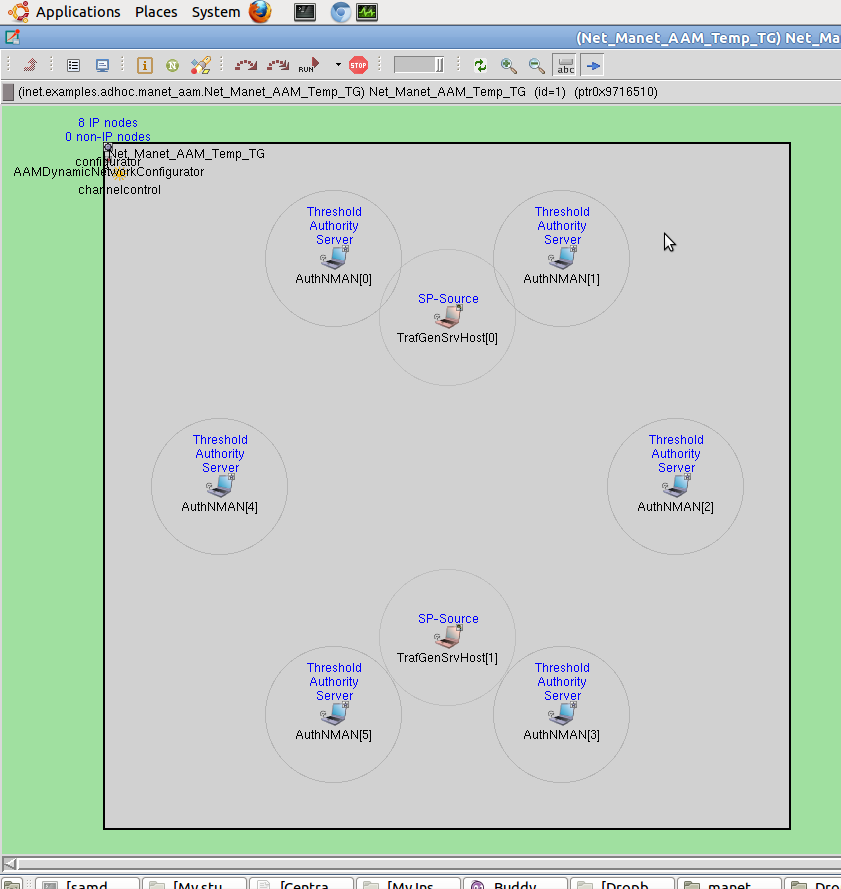 Applications Places System
(Net_Manet_AAM_Temp_TG) Net_Ma
i N RUN STOP abc
(inet.examples.adhoc.manet_aam.Net_Manet_AAM_Temp_TG) Net_Manet_AAM_Temp_TG (id=1) (ptr0x9716510)
8 IP nodes
0 non-IP nodes
Net_Manet_AAM_Temp_TG
configurator
AAMDynamicNetworkConfigurator
channelcontrol
Threshold
Authority
Server
AuthNMAN[0]
Threshold
Authority
Server
AuthNMAN[1]
SP-Source
TrafGenSrvHost[0]
Threshold
Authority
Server
AuthNMAN[4]
Threshold
Authority
Server
AuthNMAN[2]
SP-Source
TrafGenSrvHost[1]
Threshold
Authority
Server
AuthNMAN[5]
Threshold
Authority
Server
AuthNMAN[3]
[samd [My stu [Centra [My Ins Buddy [Dropb manet Dro